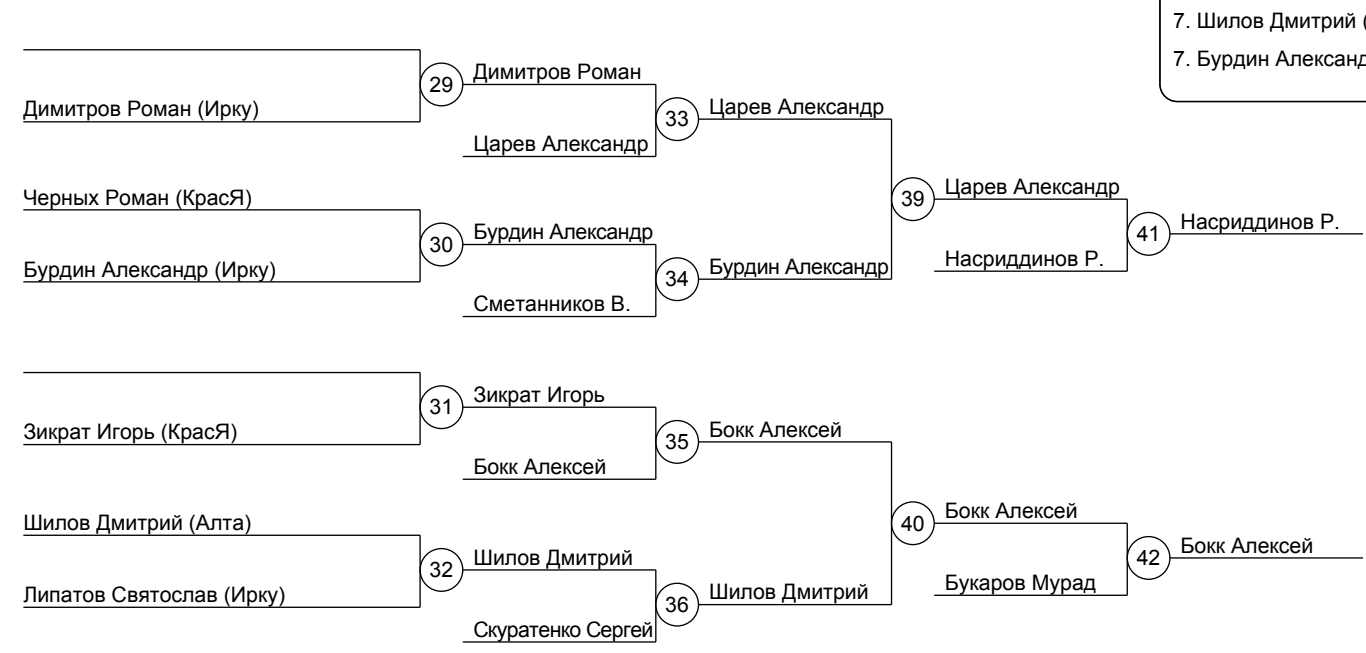 7. Шилов Дмитрий (
7. Бурдин Александ
29
Димитров Роман
Димитров Роман (Ирку)
33
Царев Александр
Царев Александр
Черных Роман (КрасЯ)
39
Царев Александр
30
Бурдин Александр
41
Насриддинов Р.
Бурдин Александр (Ирку)
34
Бурдин Александр
Насриддинов Р.
Сметанников В.
31
Зикрат Игорь
Зикрат Игорь (КрасЯ)
35
Бокк Алексей
Бокк Алексей
Шилов Дмитрий (Алта)
40
Бокк Алексей
32
Шилов Дмитрий
42
Бокк Алексей
Липатов Святослав (Ирку)
36
Шилов Дмитрий
Букаров Мурад
Скуратенко Сергей